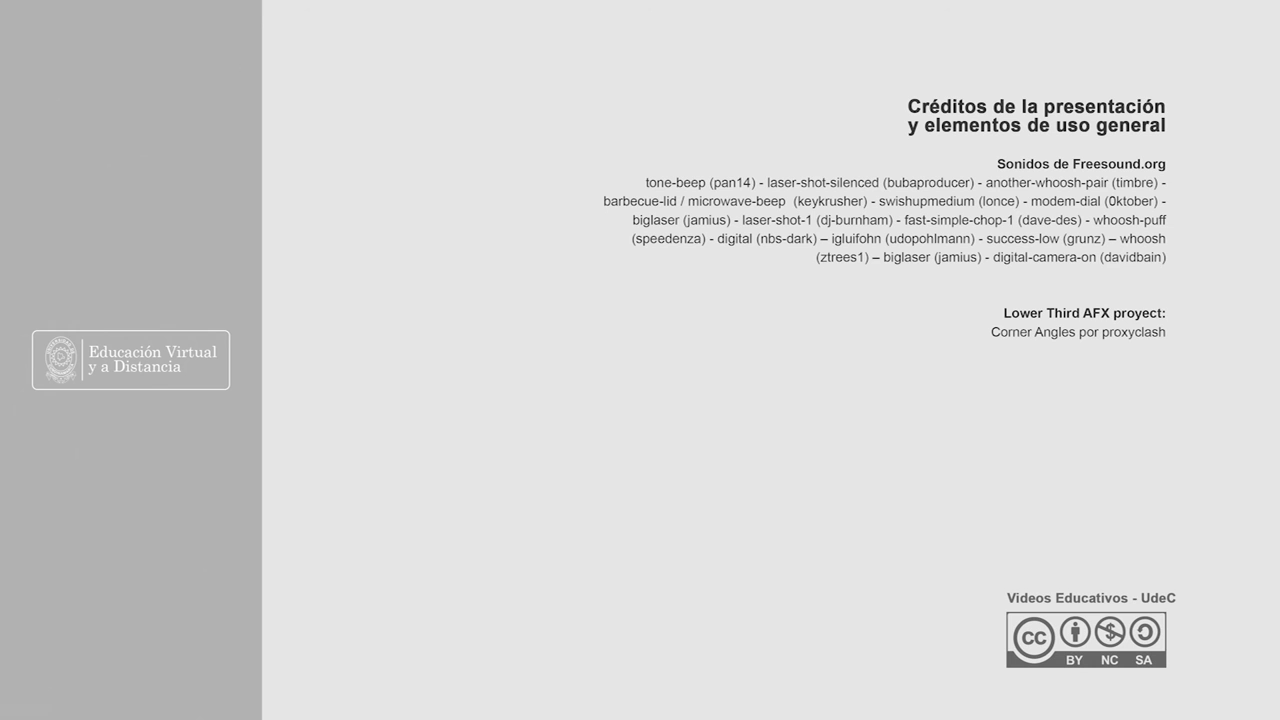 Créditos de la presentación
y elementos de uso general
Sonidos de Freesound.org
tone-beep (pan14) - laser-shot-silenced (bubaproducer) - another-whoosh-pair (timbre) -
barbecue-lid / microwave-beep (keykrusher) - swishupmedium (lonce) - modem-dial (0ktober) -
biglaser (jamius) - laser-shot-1 (dj-burnham) - fast-simple-chop-1 (dave-des) - whoosh-puff
(speedenza) - digital (nbs-dark) – igluifohn (udopohlmann) - success-low (grunz) – whoosh
(ztrees1) – biglaser (jamius) - digital-camera-on (davidbain)
Lower Third AFX proyect:
Corner Angles por proxyclash
Educación Virtual
y a Distancia
Videos Educativos - UdeC
cc
BY NC SA